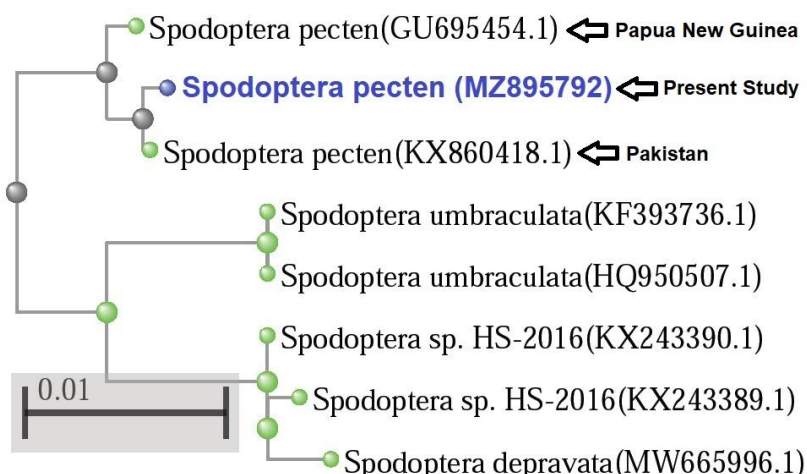 Spodoptera pecten(GU695454.1) Papua New Guinea
Spodoptera pecten (MZ895792) Present Study
Spodoptera pecten(KX860418.1) Pakistan
Spodoptera umbraculata(KF393736.1)
Spodoptera umbraculata(HQ950507.1)
Spodoptera sp. HS-2016(KX243390.1)
0.01
Spodoptera sp. HS-2016(KX243389.1)
Spodoptera depravata(MW665996.1)